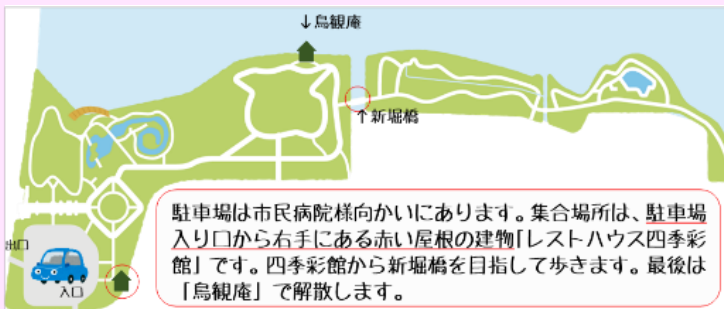 ↓鳥観庵
↑新堀橋
駐車場は市民病院様向かいにあります。集合場所は、駐車場
入り口から右手にある赤い屋根の建物「レストハウス四季彩
館」です。四季彩館から新堀橋を目指して歩きます。最後は
「鳥観庵」で解散します。
出口
入口